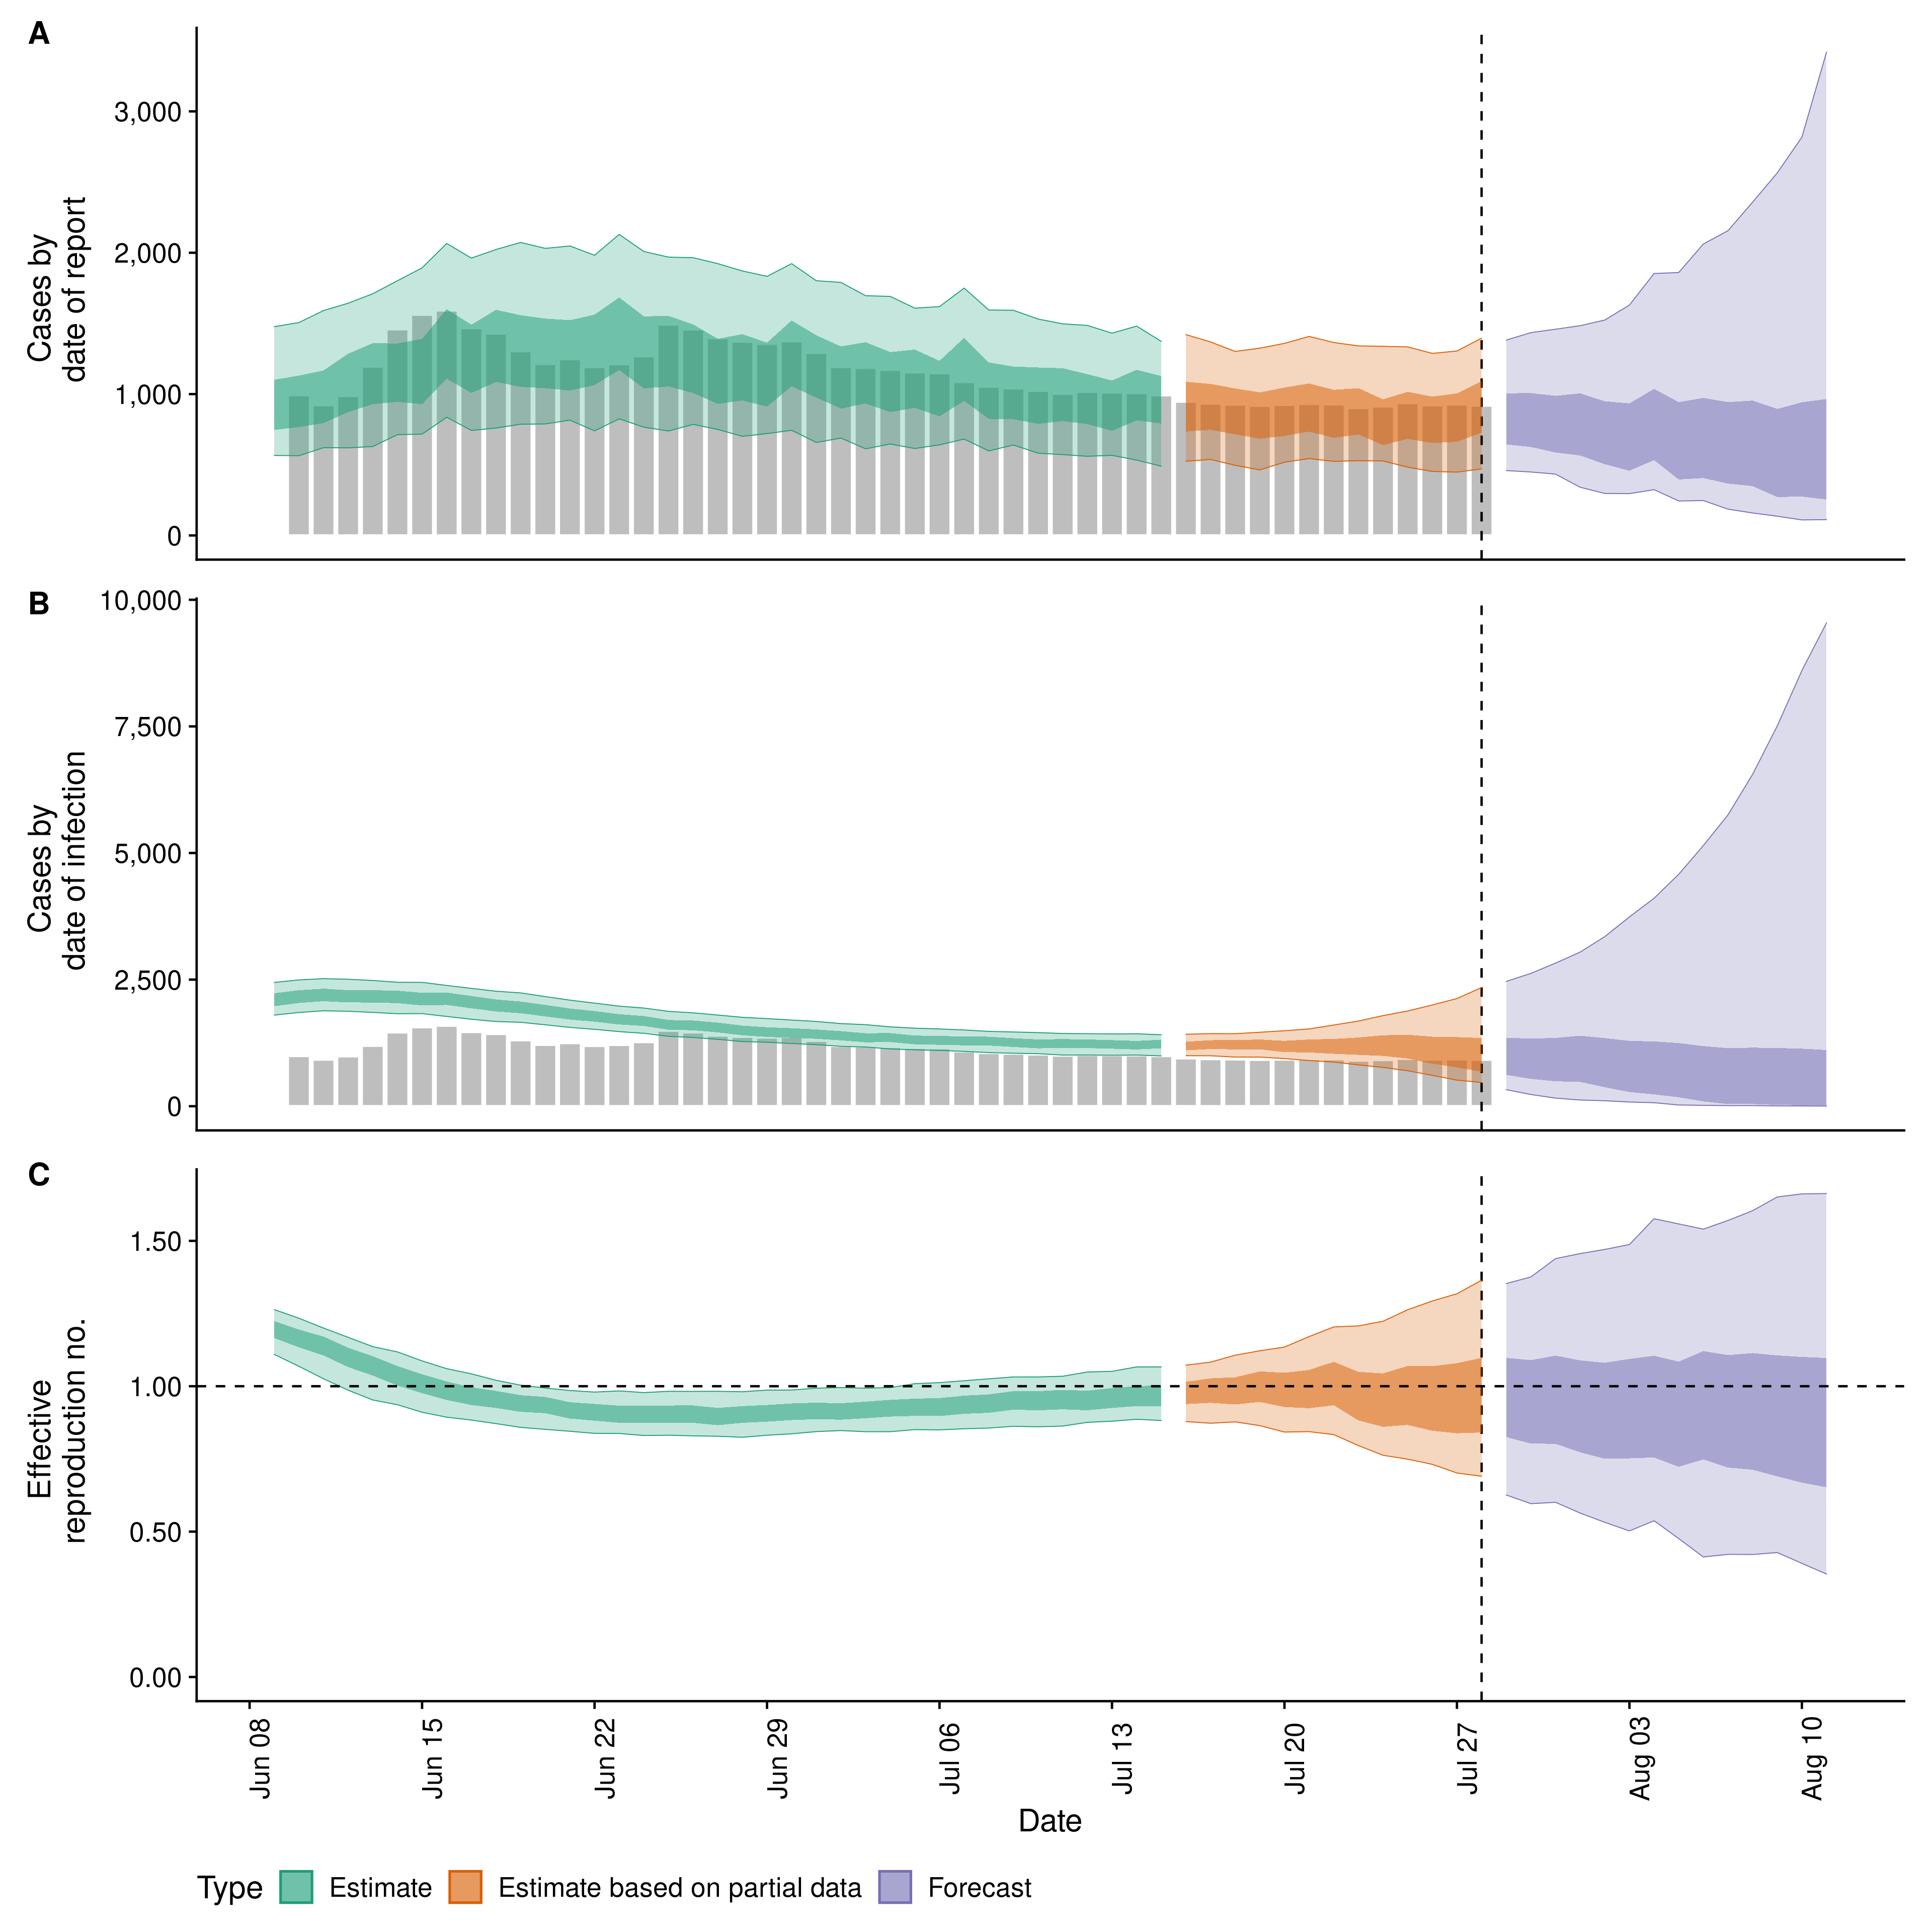 A
Cases by
date of report
3,000
2,000
1,000
0
B
Cases by
date of infection
10,000
7,500
5,000
2,500
0
C
Effective
reproduction no.
1.50
1.00
0.50
0.00
Jun 08
Jun 15
Jun 22
Jun 29
Jul 06
Jul 13
Jul 20
Jul 27
Aug 03
Aug 10
Date
Type Estimate Estimate based on partial data Forecast